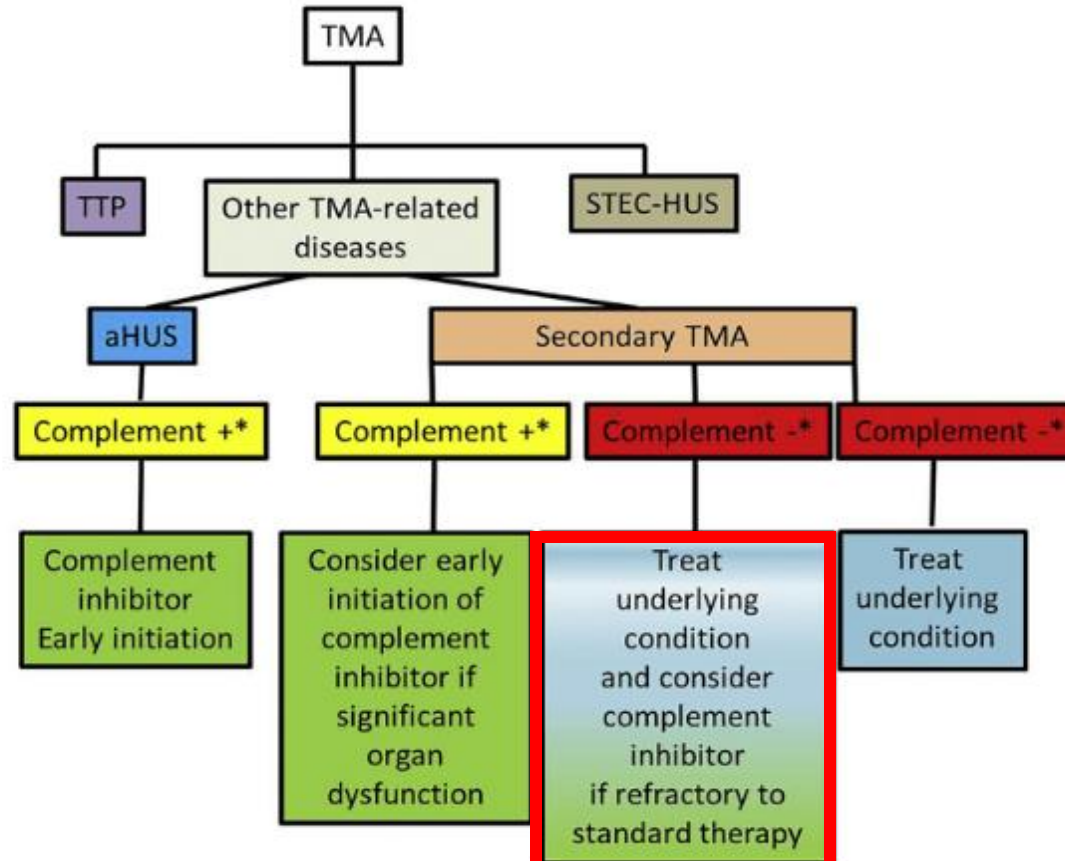 TMA
TTP
Other TMA-related
diseases
STEC-HUS
aHUS
Secondary TMA
Complement +*
Complement +*
Complement -*
Complement -*
Complement
inhibitor
Early initiation
Consider early
initiation of
complement
inhibitor if
significant
organ
dysfunction
Treat
underlying
condition
and consider
complement
inhibitor
if refractory to
standard therapy
Treat
underlying
condition